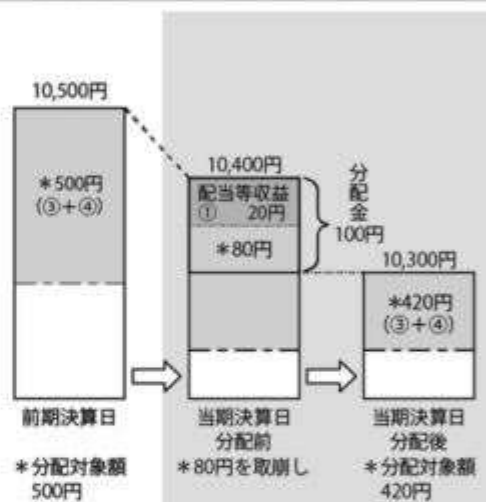 10,500円
*500円
(③+④)
前期決算日
*分配対象額
500円
10,400円
配当等収益
① 20円
*80円
分配金
100円
当期決算日
分配前
*80円を取崩し
10,300円
*420円
(③+④)
当期決算日
分配後
*分配対象額
420円